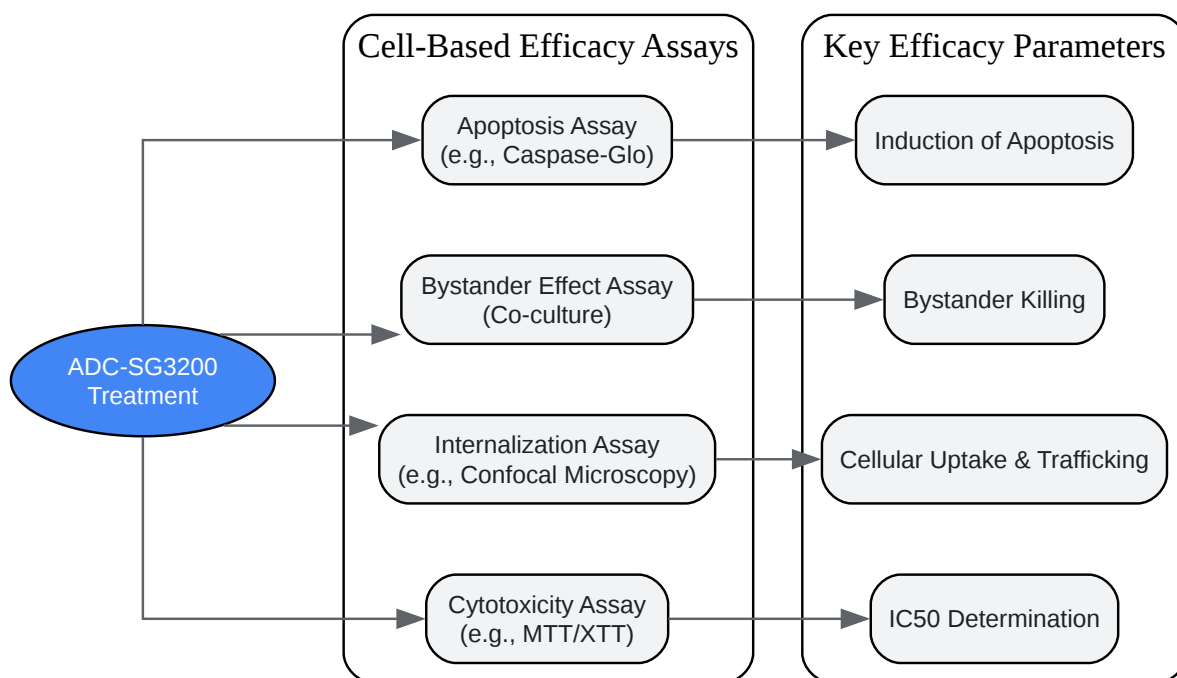 Cell-Based Efficacy Assays
Key Efficacy Parameters
Apoptosis Assay
(e.g., Caspase-Glo)
Induction of Apoptosis
Bystander Effect Assay
(Co-culture)
Bystander Killing
ADC-SG3200
Treatment
Internalization Assay
(e.g., Confocal Microscopy)
Cellular Uptake & Trafficking
Cytotoxicity Assay
(e.g., MTT/XTT)
IC50 Determination